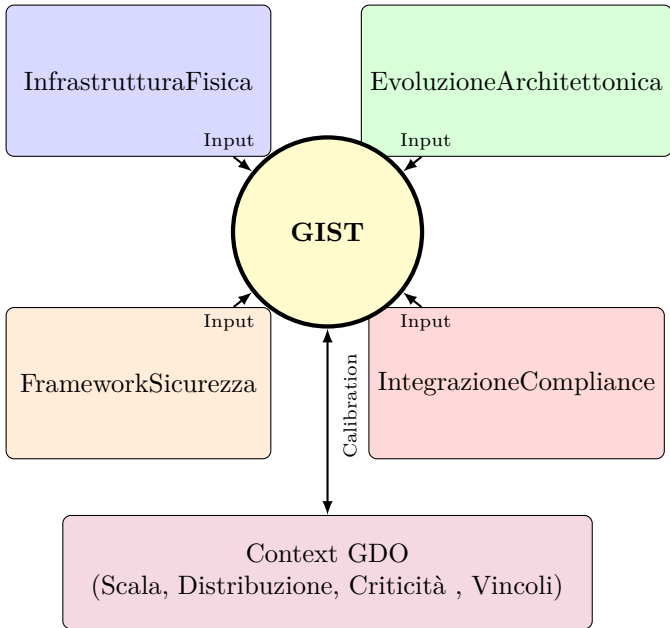 InfrastrutturaFisica
EvoluzioneArchitettonica
Input
Input
GIST
Input
Input
FrameworkSicurezza
IntegrazioneCompliance
Calibration
Context GDO
(Scala, Distribuzione, Criticità , Vincoli)